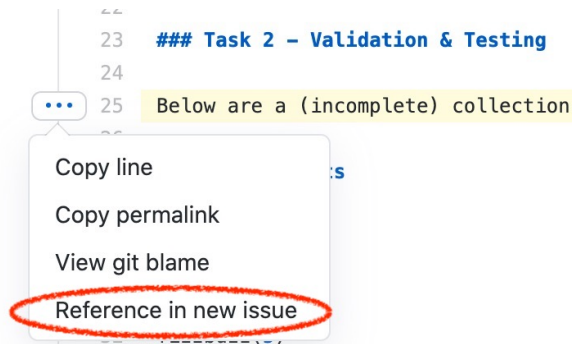 23 ### Task 2 – Validation & Testing
24
25 Below are a (incomplete) collection
Copy line
Copy permalink
View git blame
Reference in new issue